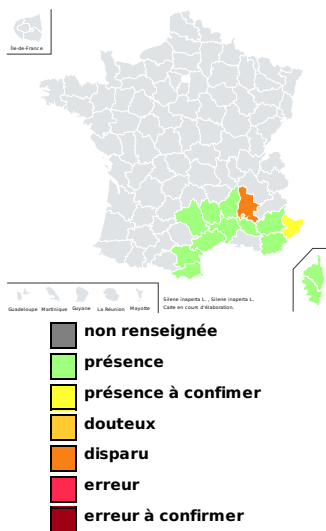 Île-de-France
Guadeloupe Martinique Guyane La Réunion Mayotte
Silene inaperta L. , Silene inaperta L.
Carte en cours d'élaboration.
non renseignée
présence
présence à confimer
douteux
disparu
erreur
erreur à confirmer